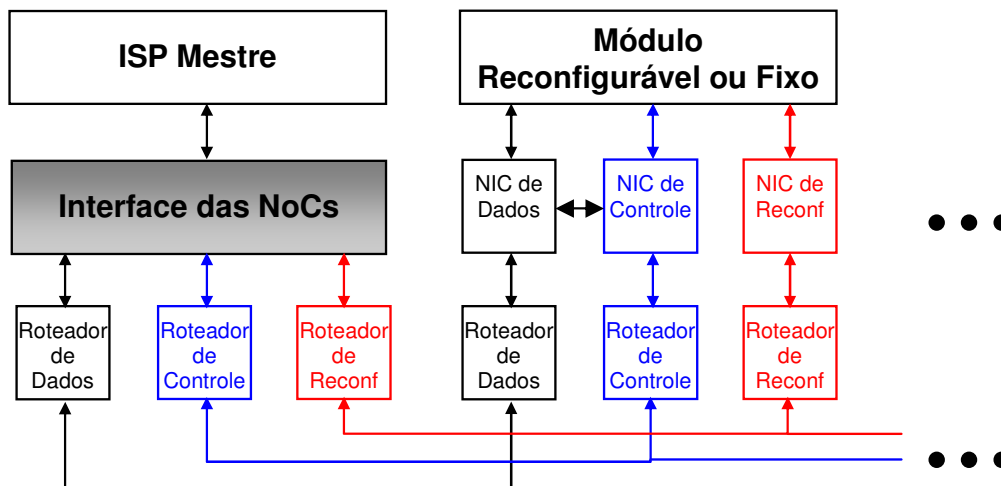 ISP Mestre
Módulo
Reconfigurável ou Fixo
Interface das NoCs
NIC de
Dados
NIC de
Controle
NIC de
Reconf
Roteador
de
Dados
Roteador
de
Controle
Roteador
de
Reconf
Roteador
de
Dados
Roteador
de
Controle
Roteador
de
Reconf